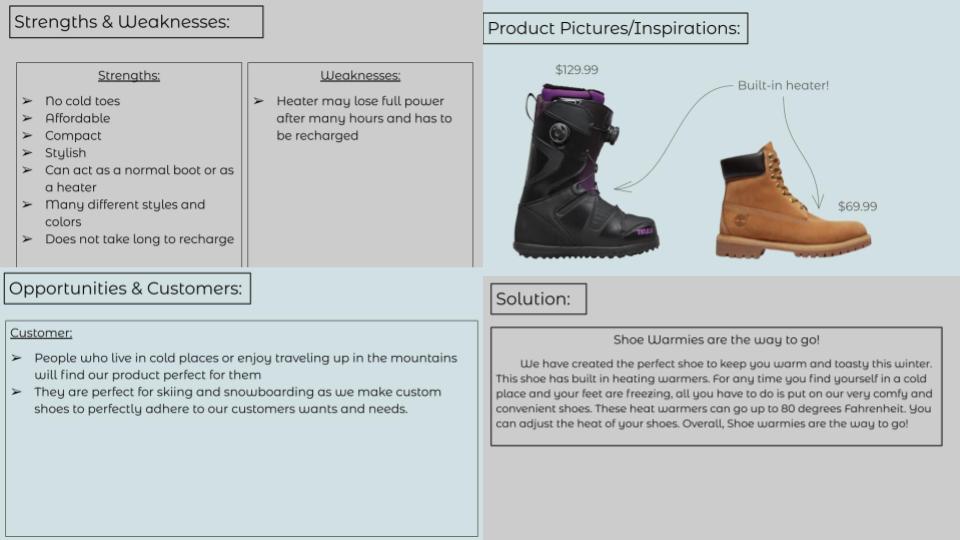 Strengths & Weaknesses:
Strengths:
➢ No cold toes
➢ Affordable
➢ Compact
➢ Stylish
➢ Can act as a normal boot or as
a heater
➢ Many different styles and
colors
➢ Does not take long to recharge
Weaknesses:
➢ Heater may lose full power
after many hours and has to
be recharged
Product Pictures/Inspirations:
$129.99
Built-in heater!
$69.99
Opportunities & Customers:
Customer:
➢ People who live in cold places or enjoy traveling up in the mountains
will find our product perfect for them
➢ They are perfect for skiing and snowboarding as we make custom
shoes to perfectly adhere to our customers wants and needs.
Solution:
Shoe Warmies are the way to go!
We have created the perfect shoe to keep you warm and toasty this winter.
This shoe has built in heating warmers. For any time you find yourself in a cold
place and your feet are freezing, all you have to do is put on our very comfy and
convenient shoes. These heat warmers can go up to 80 degrees Fahrenheit. You
can adjust the heat of your shoes. Overall, Shoe warmies are the way to go!